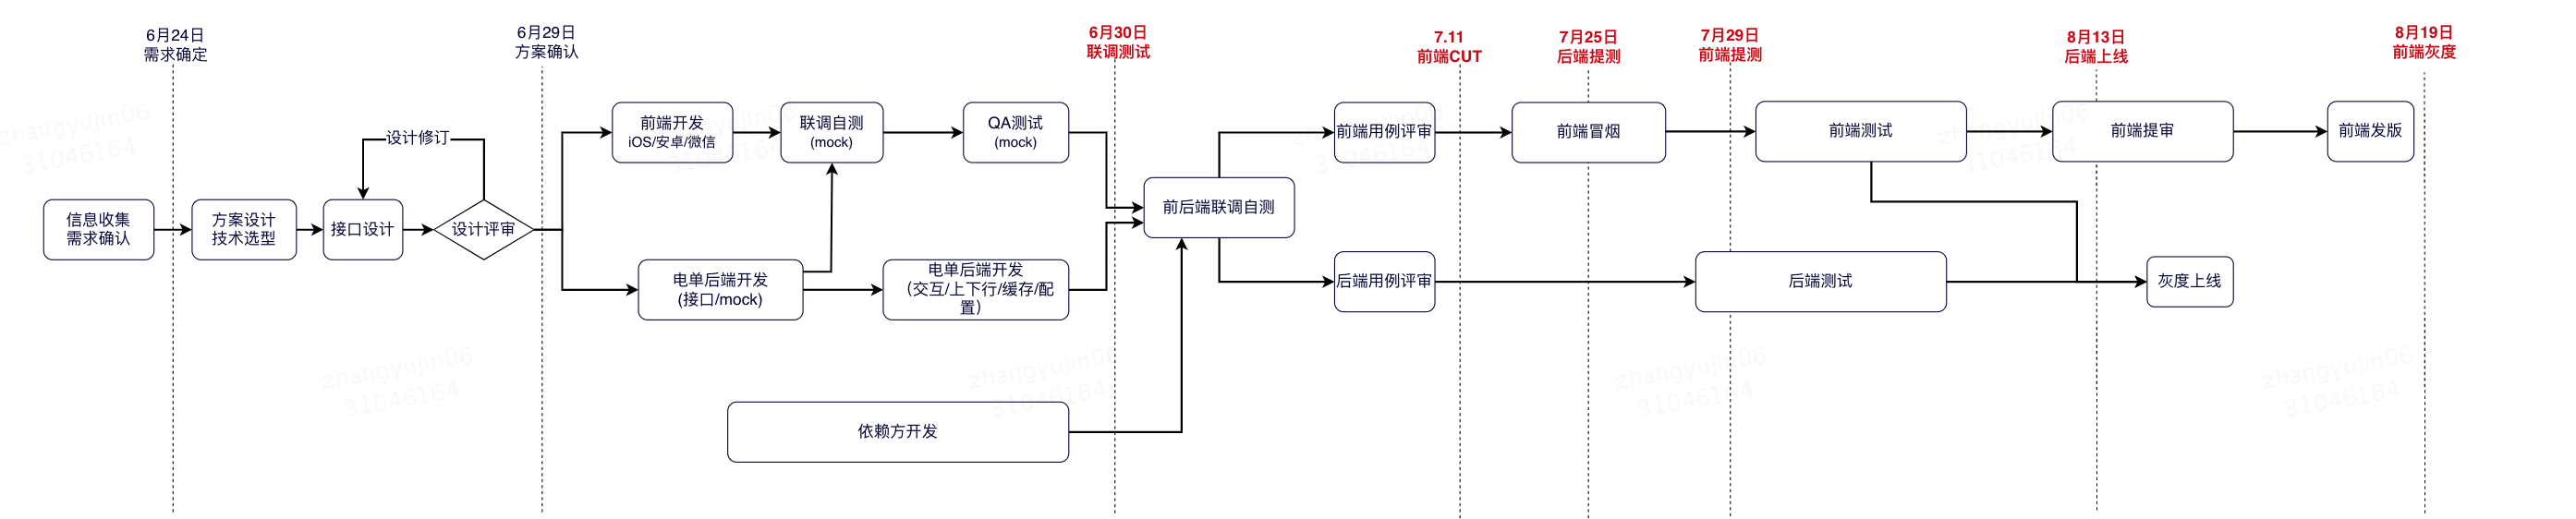 6月24日
需求确定
6月29日
方案确认
6月30日
联调测试
7.11
前端CUT
7月25日
后端提测
7月29日
前端提测
8月13日
后端上线
8月19日
前端灰度
信息收集
需求确认
方案设计
技术选型
接口设计
设计修订
设计评审
前端开发
iOS/安卓/微信
联调自测
(mock)
QA测试
(mock)
电单后端开发
(接口/mock)
电单后端开发
(交互/上下行/缓存/配
置)
依赖方开发
前后端联调自测
前端用例评审
前端冒烟
前端测试
前端提审
前端发版
后端用例评审
后端测试
灰度上线
zhangyujin06
31046164
zhangyujin06
31046164
zhangyujin06
31046164
zhangyujin06
31046164
zhangyujin06
31046164
zhangyujin06
31046164
zhangyujin06
31046164
zhangyujin06
31046164